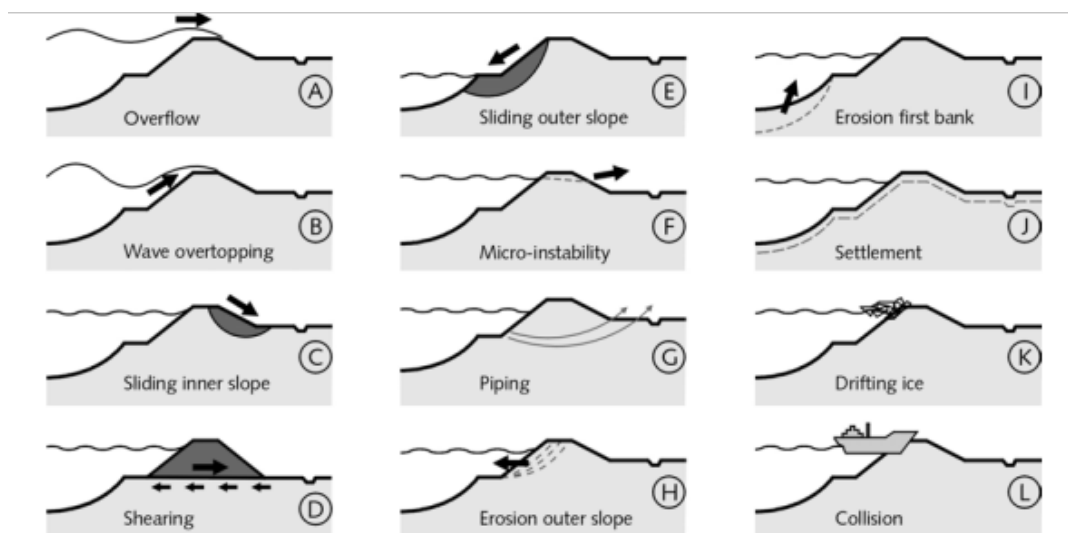 A
Overflow
B
Wave overtopping
C
Sliding inner slope
D
Shearing
E
Sliding outer slope
F
Micro-instability
G
Piping
H
Erosion outer slope
I
Erosion first bank
J
Settlement
K
Drifting ice
L
Collision